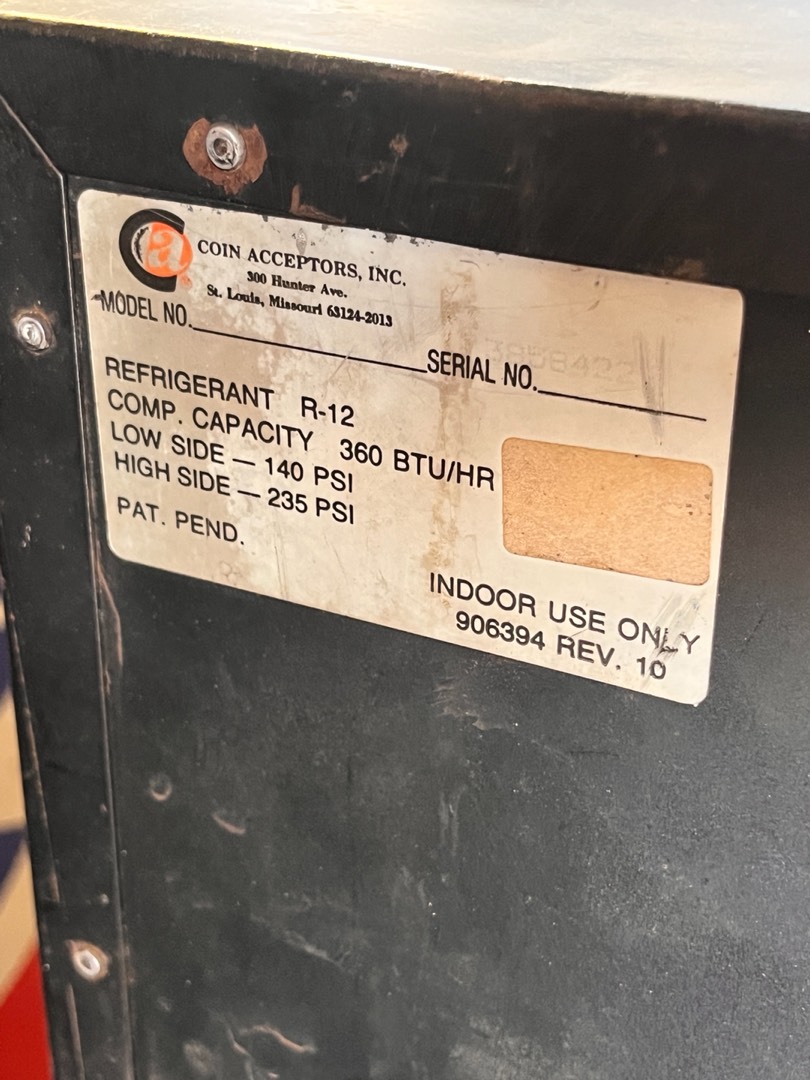 Ca
COIN ACCEPTORS, INC.
300 Hunter Ave.
St. Louis, Missouri 63124-2013
MODEL NO.
SERIAL NO.
REFRIGERANT R-12
COMP. CAPACITY 360 BTU/HR
LOW SIDE — 140 PSI
HIGH SIDE — 235 PSI
PAT. PEND.
INDOOR USE ONLY
906394 REV. 10